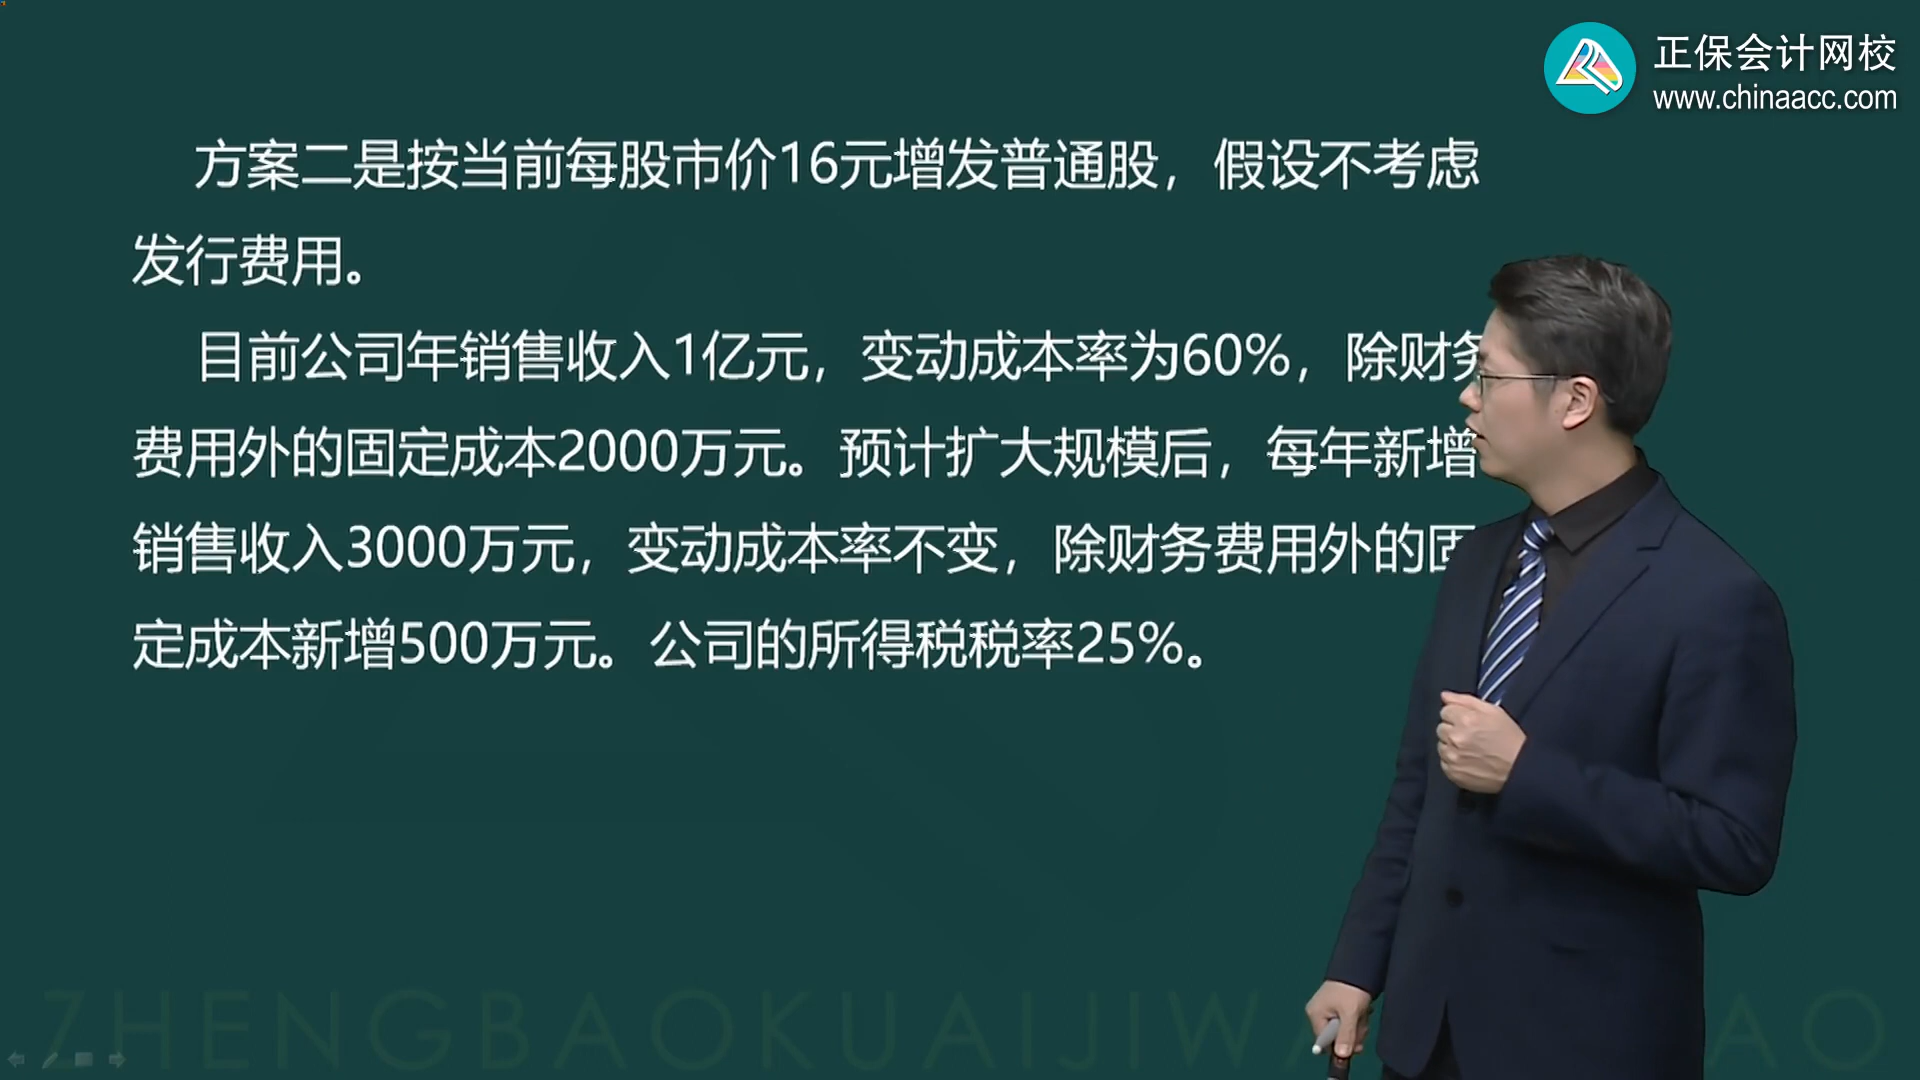 正保会计网校
www.chinaacc.com
方案二是按当前每股市价16元增发普通股，假设不考虑
发行费用。
目前公司年销售收入1亿元，变动成本率为60%，除财务
费用外的固定成本2000万元。预计扩大规模后，每年新增
销售收入3000万元，变动成本率不变，除财务费用外的固
定成本新增500万元。公司的所得税税率25%。
ZHENGBAOKUAIJIWA AO